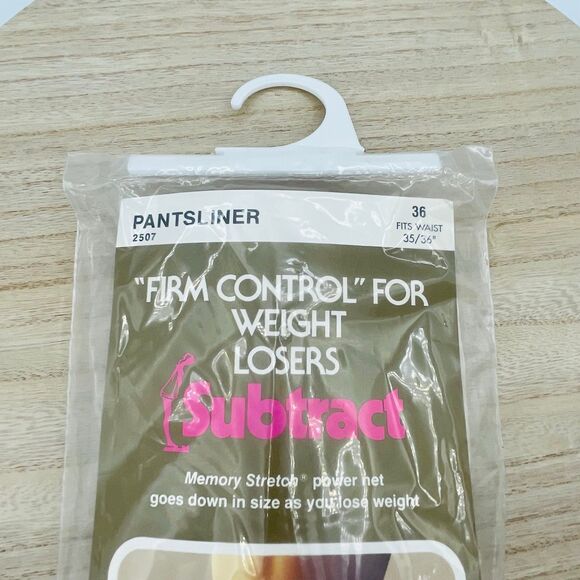 PANTSLINER
2507
36
FITS WAIST
35/36"
"FIRM CONTROL" FOR
WEIGHT
LOSERS
Subtract
Memory Stretch® power net
goes down in size as you lose weight